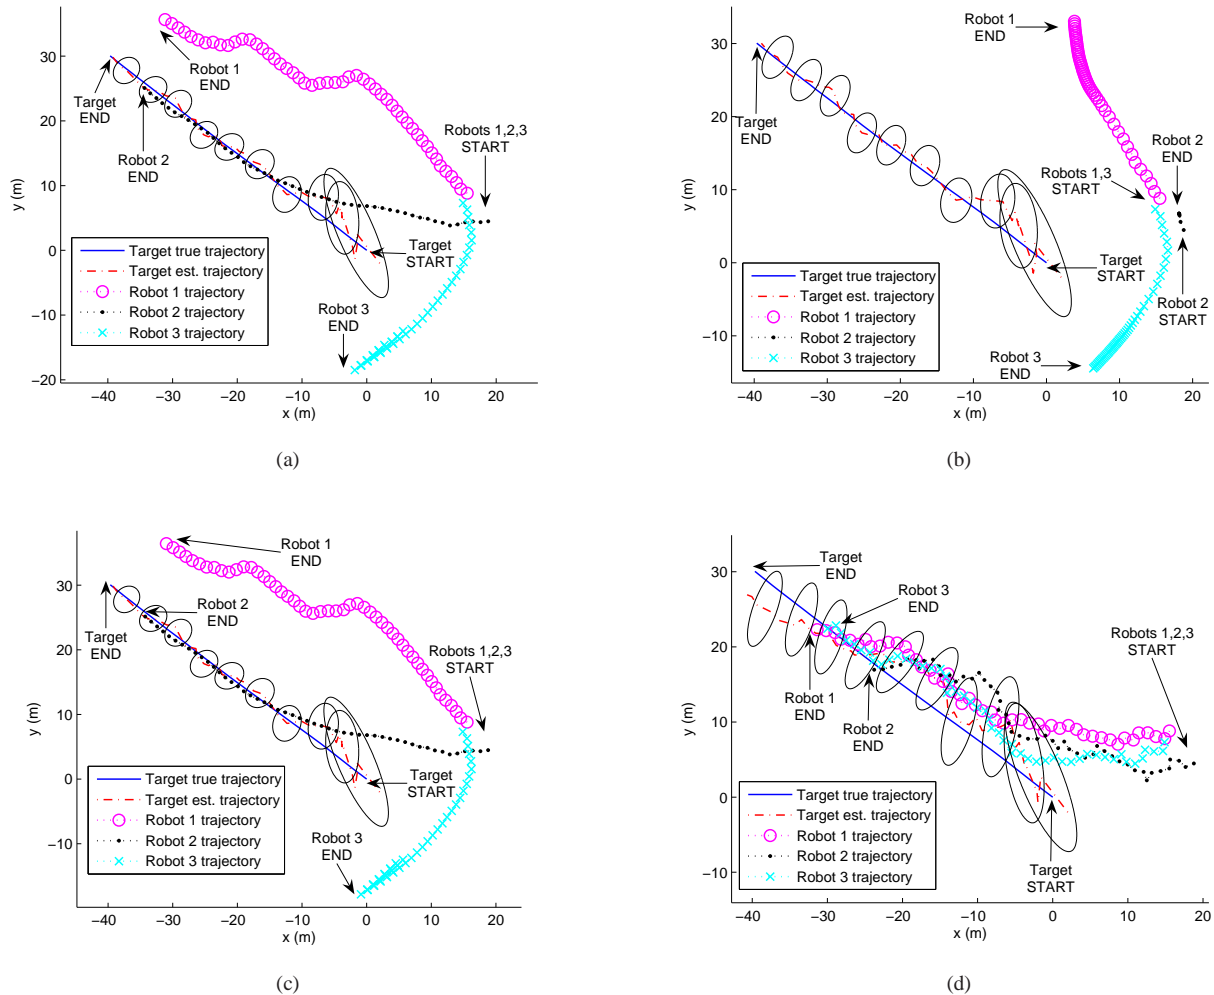 30
20
10
0
−10
−20
y (m)
−40
−30
−20
−10
0
10
20
x (m)
Robot 1
END
Target
END
Robot 2
END
Robots 1,2,3
START
Target
START
Robot 3
END
Target true trajectory
Target est. trajectory
Robot 1 trajectory
Robot 2 trajectory
Robot 3 trajectory
(a)
30
20
10
0
−10
y (m)
−40
−30
−20
−10
0
10
20
x (m)
Robot 1
END
Target
END
Robot 2
END
Robots 1,3
START
Target
START
Robot 2
START
Robot 3
END
Target true trajectory
Target est. trajectory
Robot 1 trajectory
Robot 2 trajectory
Robot 3 trajectory
(b)
30
20
10
0
−10
y (m)
−40
−30
−20
−10
0
10
20
x (m)
Robot 1
END
Robot 2
END
Target
END
Robots 1,2,3
START
Target
START
Robot 3
END
Target true trajectory
Target est. trajectory
Robot 1 trajectory
Robot 2 trajectory
Robot 3 trajectory
(c)
30
20
10
0
−10
y (m)
−40
−30
−20
−10
0
10
20
x (m)
Target
END
Robot 3
END
Robots 1,2,3
START
Robot 1
END
Robot 2
END
Target
START
Target true trajectory
Target est. trajectory
Robot 1 trajectory
Robot 2 trajectory
Robot 3 trajectory
(d)